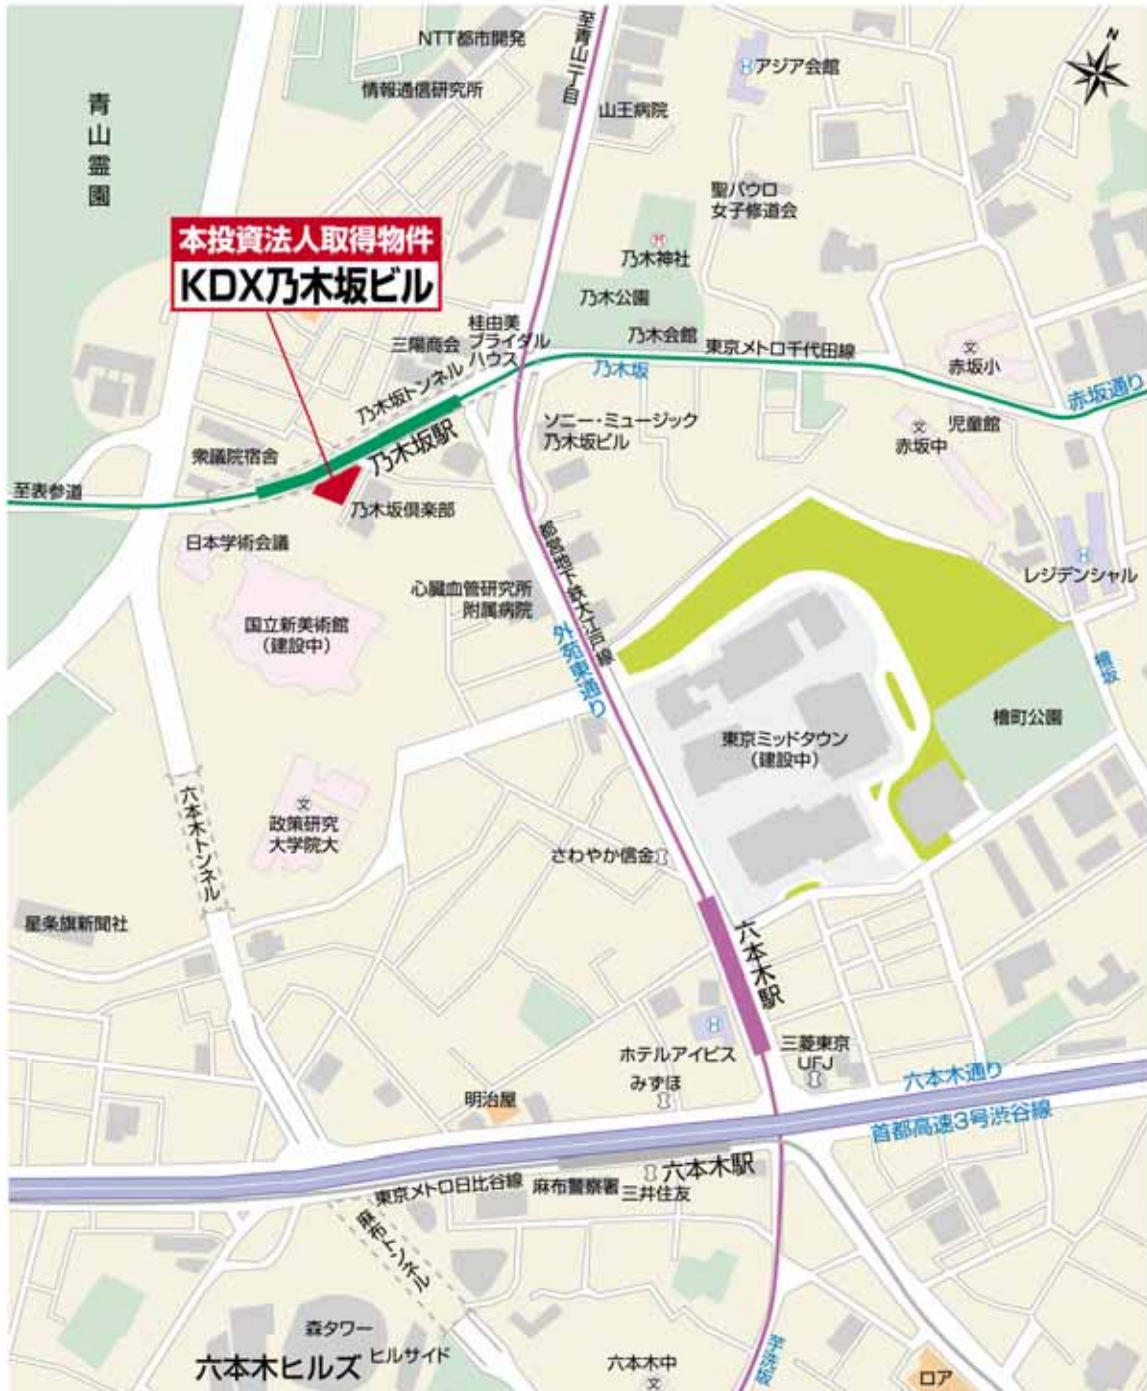 N
NTT都市開発
情報通信研究所
至青山一丁目
アジア会館
山王病院
青山霊園
聖パウロ
女子修道会
本投資法人取得物件
KDX乃木坂ビル
乃木神社
乃木公園
乃木会館
桂由美
ブライダル
ハウス
三陽商会
乃木坂トンネル
乃木坂
東京メトロ千代田線
赤坂小
赤坂通り
児童館
赤坂中
ソニー・ミュージック
乃木坂ビル
乃木坂駅
衆議院宿舎
至表参道
乃木坂倶楽部
日本学術会議
都営地下鉄大江戸線
レジデンシャル
心臓血管研究所
附属病院
国立新美術館
(建設中)
外苑東通り
檜坂
檜町公園
東京ミッドタウン
(建設中)
六本木トンネル
文
政策研究
大学院大
さわやか信金
星条旗新聞社
六本木駅
ホテルアイビス
みずほ
三菱東京
UFJ
六本木通り
明治屋
首都高速3号渋谷線
六本木駅
東京メトロ日比谷線
麻布警察署
三井住友
麻布トンネル
森タワー
六本木ヒルズ
ヒルサイド
六本木中
文
芋洗坂
ロア
文
文
H
H
H